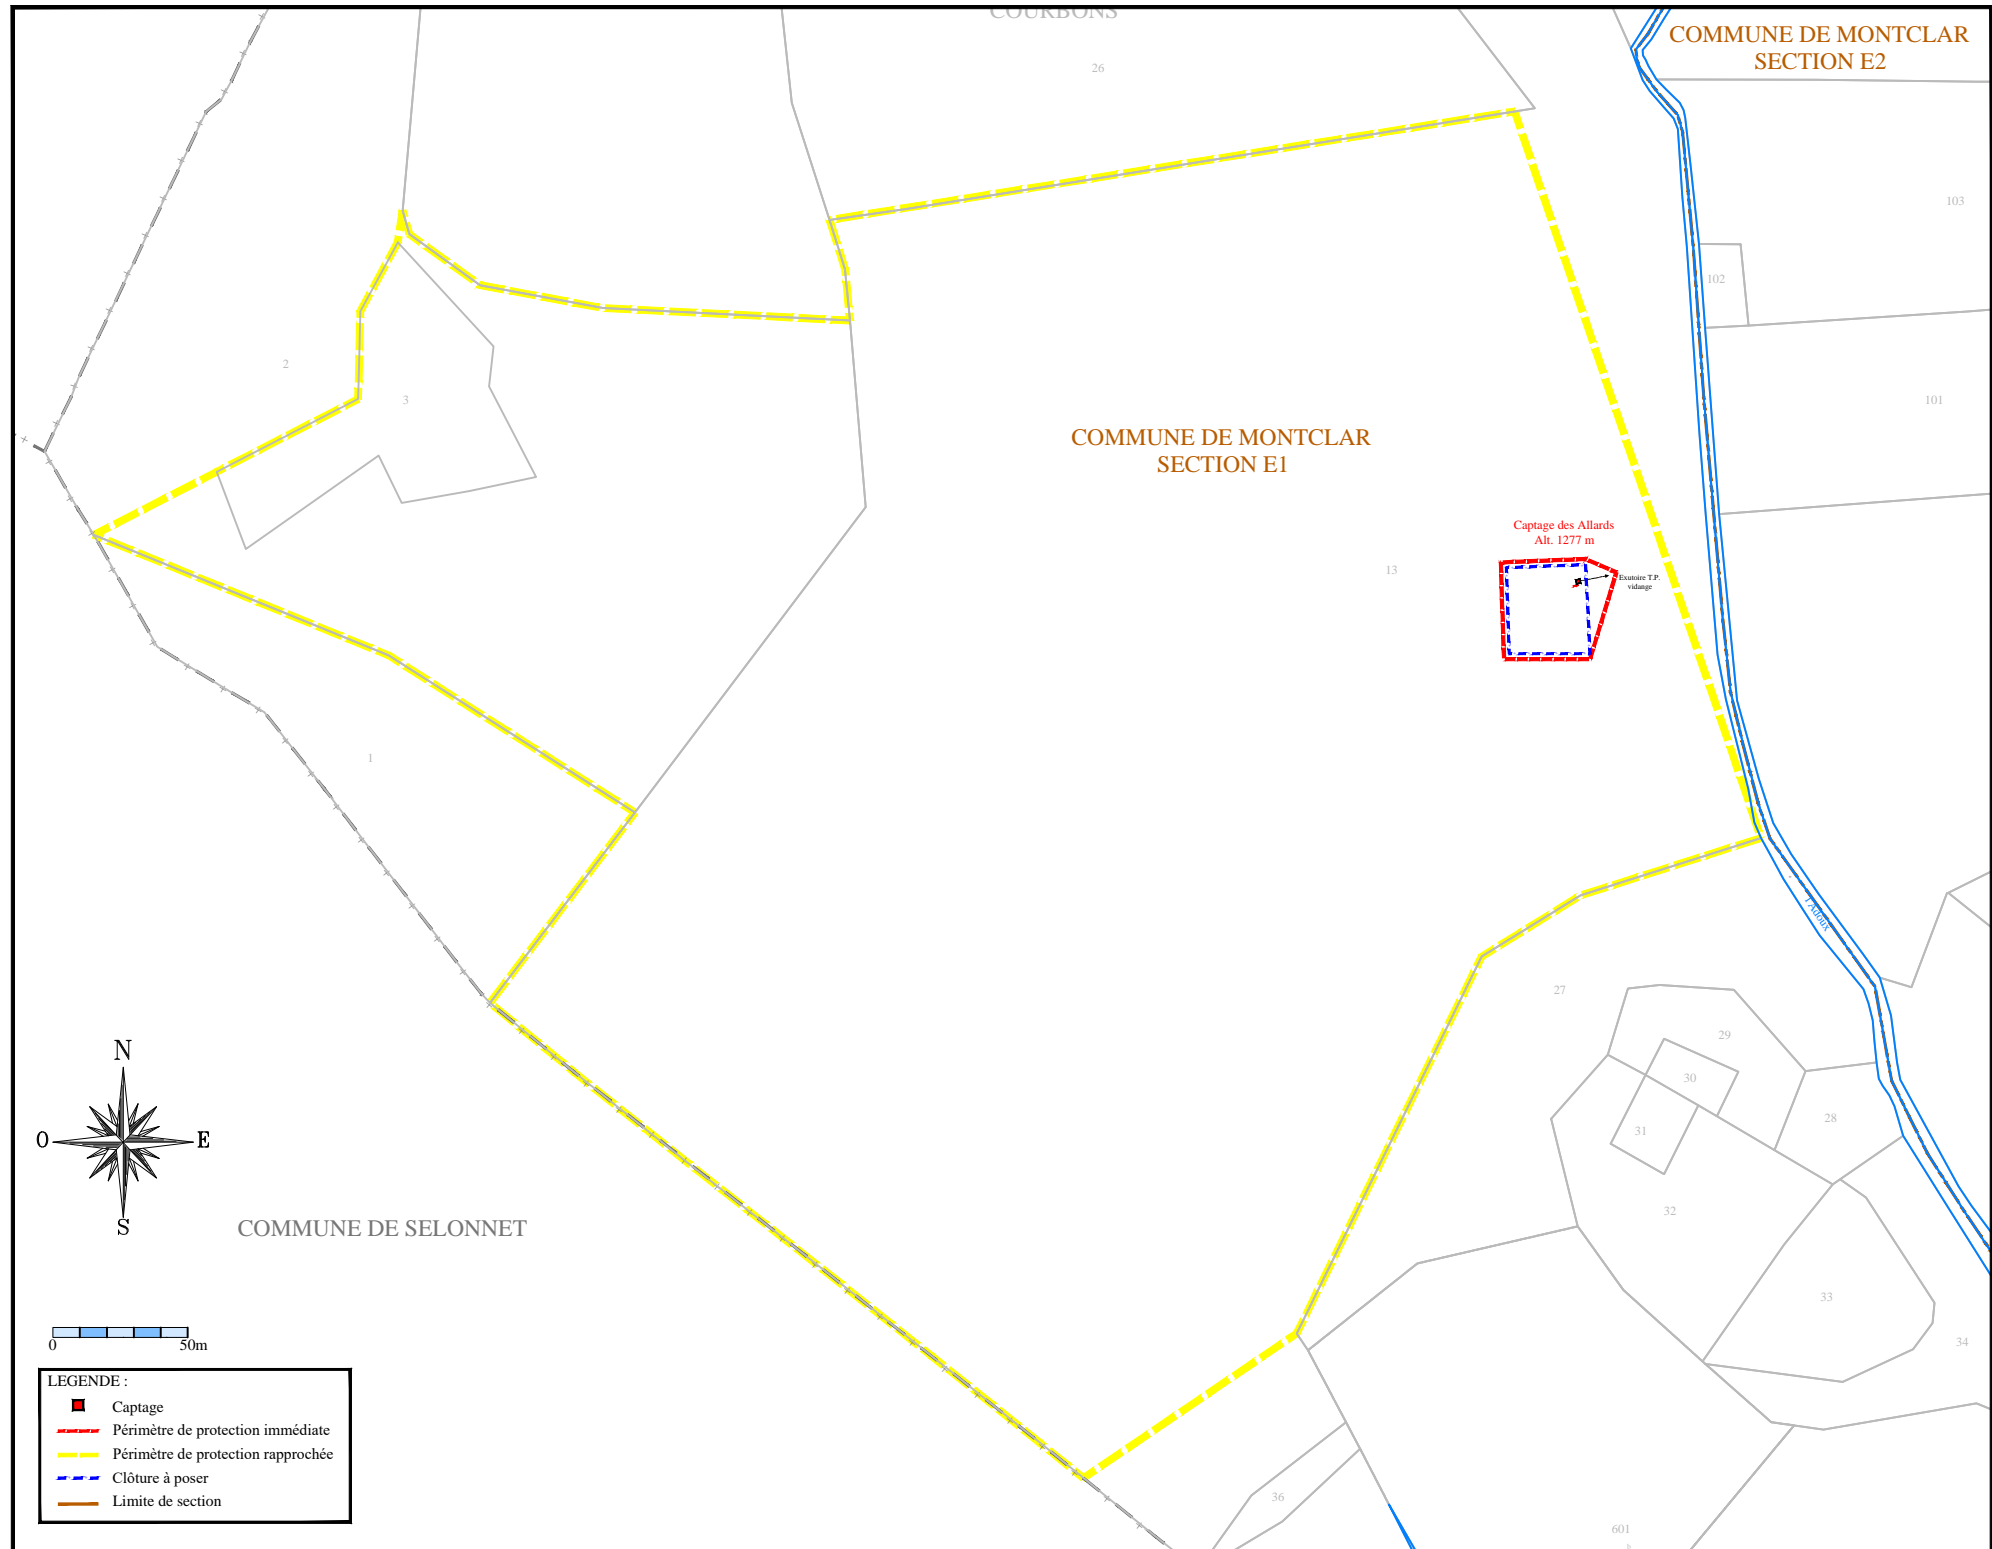 COURBONS
COMMUNE DE MONTCLAR
SECTION E2
26
103
102
2
3
101
COMMUNE DE MONTCLAR
SECTION E1
Captage des Allards
Alt. 1277 m
13
Exutoire T.P.
vidange
1
l'Adoux
27
29
30
28
31
32
33
34
36
601
N
O
E
S
COMMUNE DE SELONNET
0
50m
LEGENDE :
Captage
Périmètre de protection immédiate
Périmètre de protection rapprochée
Clôture à poser
Limite de section